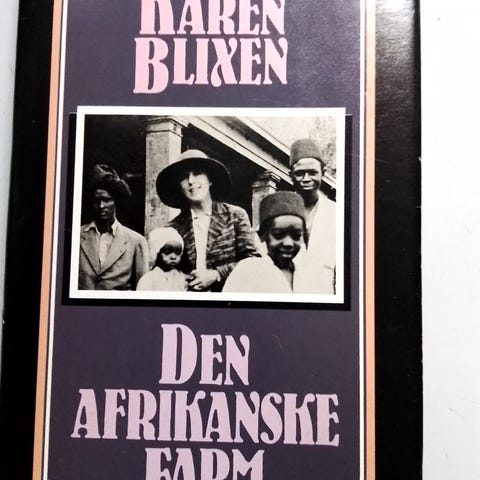 KAREN
BLIXEN
DEN
AFRIKANSKE
FARM